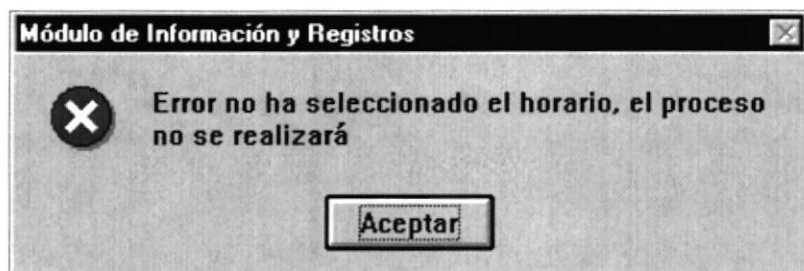 Módulo de Información y Registros
Error no ha seleccionado el horario, el proceso
no se realizará
Aceptar